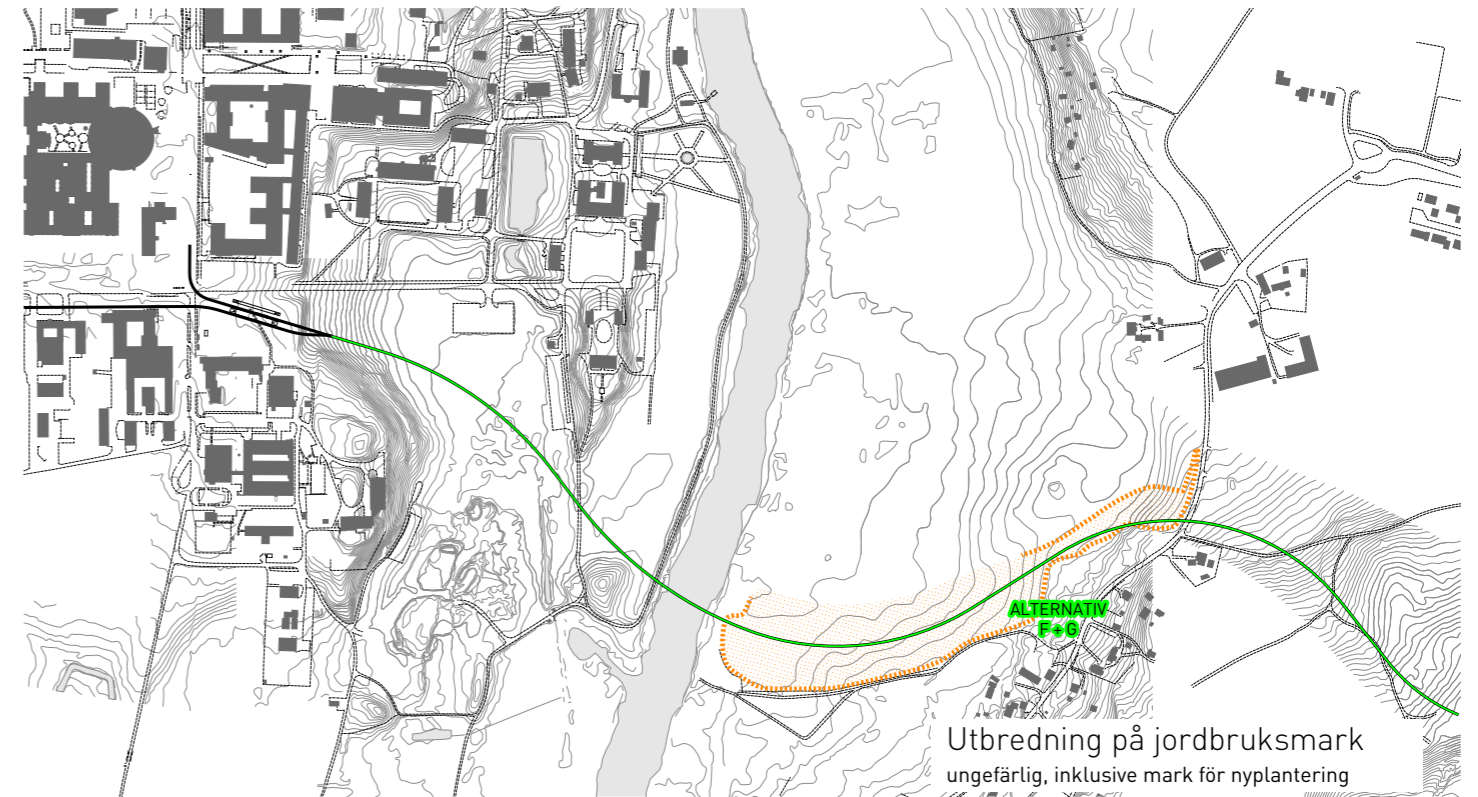 ALTERNATIV
F + G
Utbredning på jordbruksmark
ungefärlig, inklusive mark för nyplantering